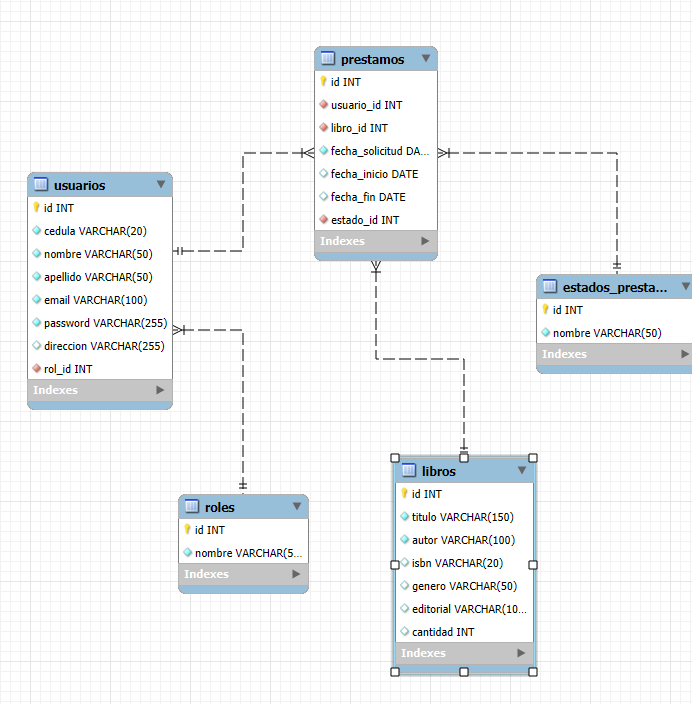 prestamos
id INT
usuario_id INT
libro_id INT
fecha_solicitud DA...
fecha_inicio DATE
fecha_fin DATE
estado_id INT
Indexes
usuarios
id INT
cedula VARCHAR(20)
nombre VARCHAR(50)
apellido VARCHAR(50)
email VARCHAR(100)
password VARCHAR(255)
direccion VARCHAR(255)
rol_id INT
Indexes
estados_presta...
id INT
nombre VARCHAR(50)
Indexes
roles
id INT
nombre VARCHAR(5...
Indexes
libros
id INT
titulo VARCHAR(150)
autor VARCHAR(100)
isbn VARCHAR(20)
genero VARCHAR(50)
editorial VARCHAR(10...
cantidad INT
Indexes